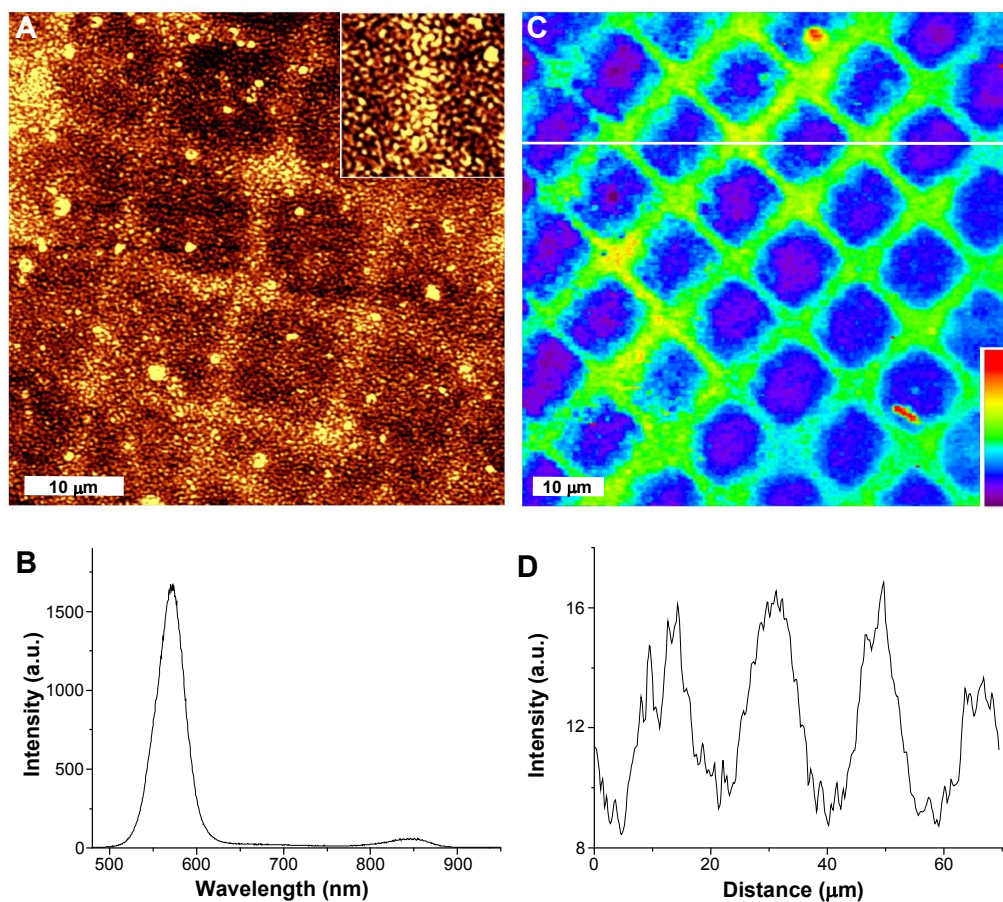 A
10 μm
C
10 μm
B
Intensity (a.u.)
1500
1000
500
0
500
600
700
800
900
Wavelength (nm)
D
Intensity (a.u.)
16
12
8
0
20
40
60
Distance (μm)